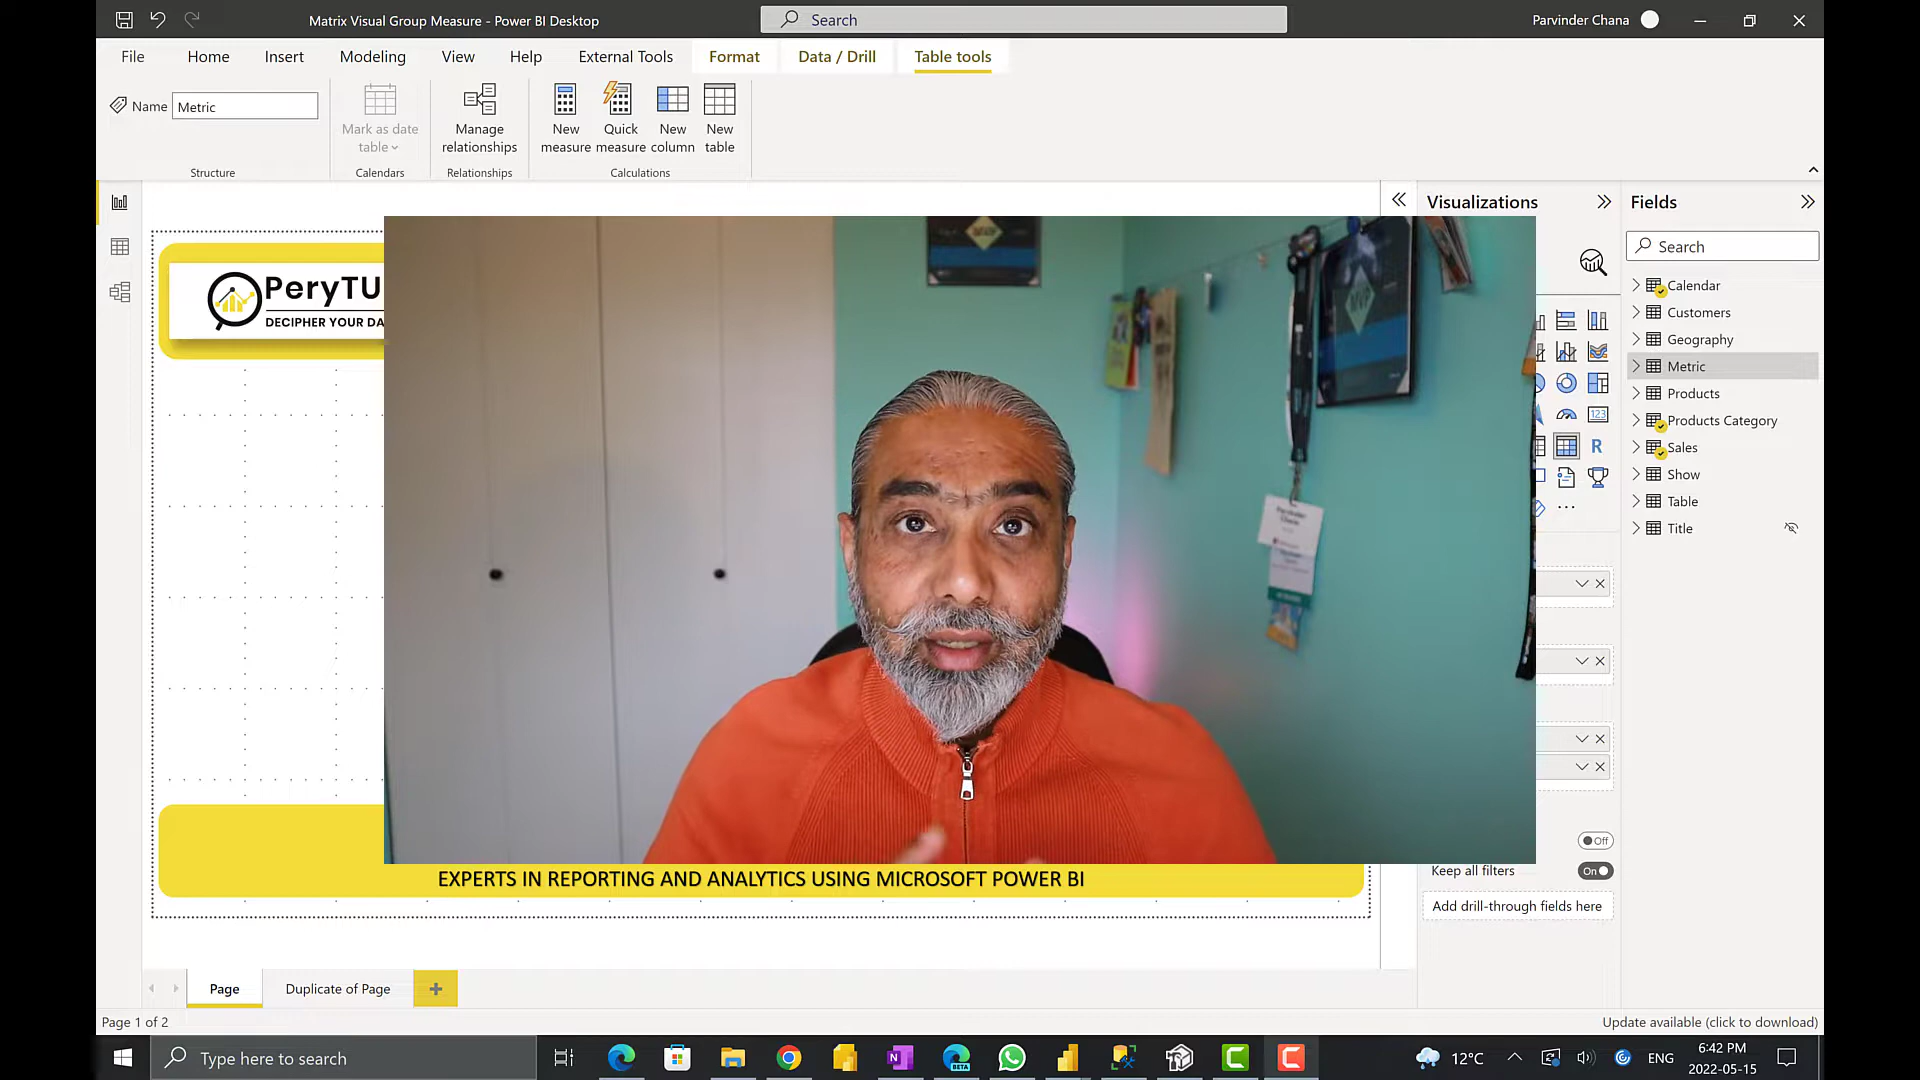 Matrix Visual Group Measure - Power BI Desktop
Search
Parvinder Chana
File
Home
Insert
Modeling
View
Help
External Tools
Format
Data / Drill
Table tools
Name
Metric
Mark as date
table
Manage
relationships
New
measure
Quick
measure
New
column
New
table
Structure
Calendars
Relationships
Calculations
Visualizations
Fields
Search
Calendar
Customers
Geography
Metric
Products
Products Category
Sales
Show
Table
Title
PeryTU
DECIPHER YOUR DA
MVP
Parvinder
Chana
123
R
Off
Keep all filters
On
Add drill-through fields here
EXPERTS IN REPORTING AND ANALYTICS USING MICROSOFT POWER BI
Page
Duplicate of Page
Page 1 of 2
Update available (click to download)
Type here to search
BETA
12°C
ENG
6:42 PM
2022-05-15